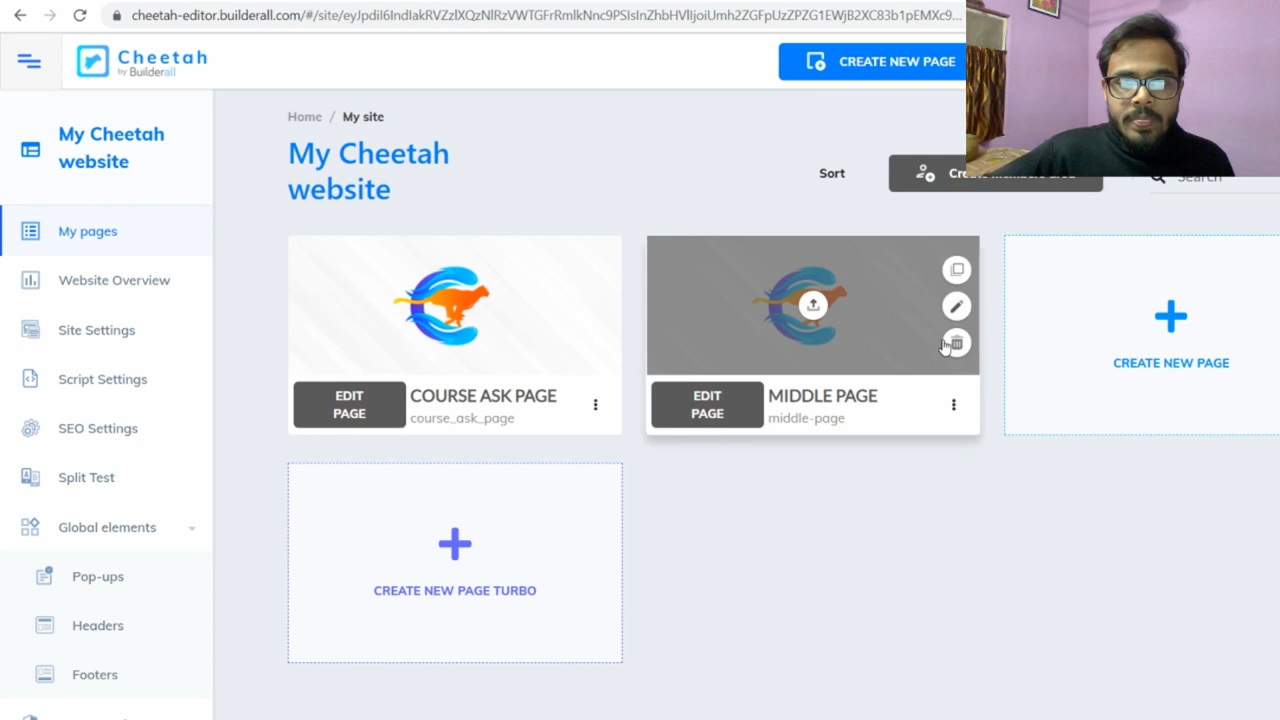 cheetah-editor.builderall.com/#/site/eyJpdiI6IndIakRVZzlXQzNlRzVWTGFrRmlkNnc9PSIsInZhbHVlIjoiUmh2ZGFpUzZPZG1EWjB2XC83b1pEMXc9...
Cheetah
by Builderall
CREATE NEW PAGE
My Cheetah
website
Home / My site
My Cheetah
website
Sort
Search
My pages
Website Overview
Site Settings
Script Settings
SEO Settings
Split Test
Global elements
Pop-ups
Headers
Footers
EDIT
PAGE
COURSE ASK PAGE
course_ask_page
EDIT
PAGE
MIDDLE PAGE
middle-page
CREATE NEW PAGE
CREATE NEW PAGE TURBO